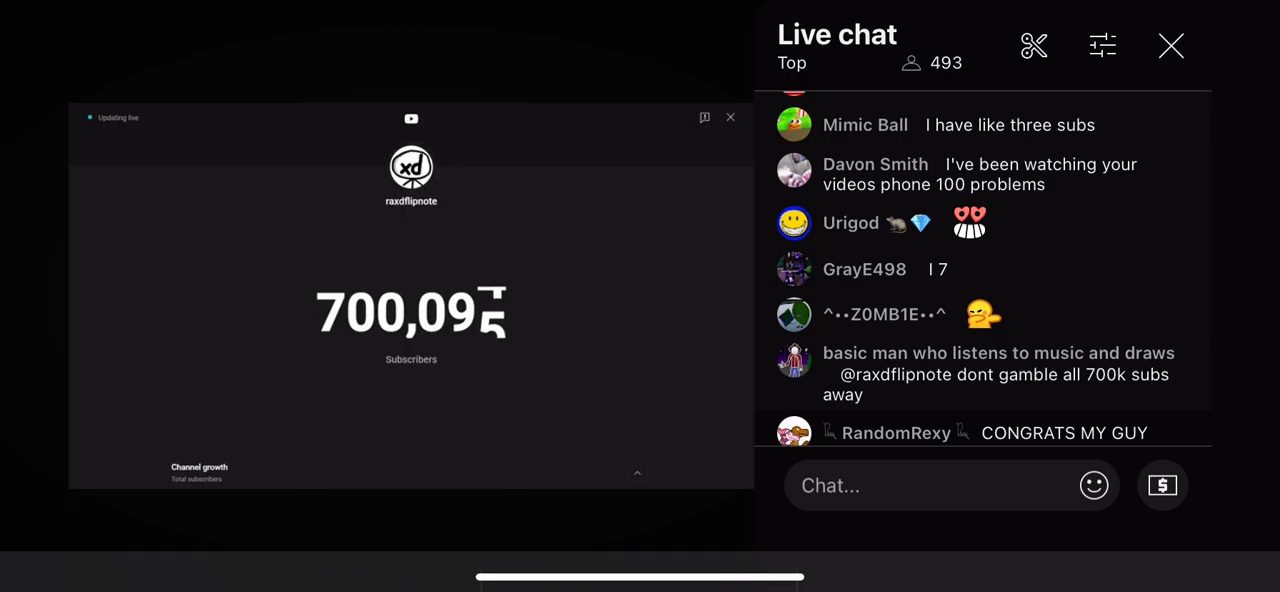 Updating live
xd
raxdflipnote
700,09
Subscribers
Channel growth
Total subscribers
Live chat
Top
493
Mimic Ball I have like three subs
Davon Smith I've been watching your
videos phone 100 problems
Urigod 🐀💎
GrayE498 I 7
^••Z0MB1E••^ 
basic man who listens to music and draws
@raxdflipnote dont gamble all 700k subs
away
RandomRexy CONGRATS MY GUY
Chat...
$